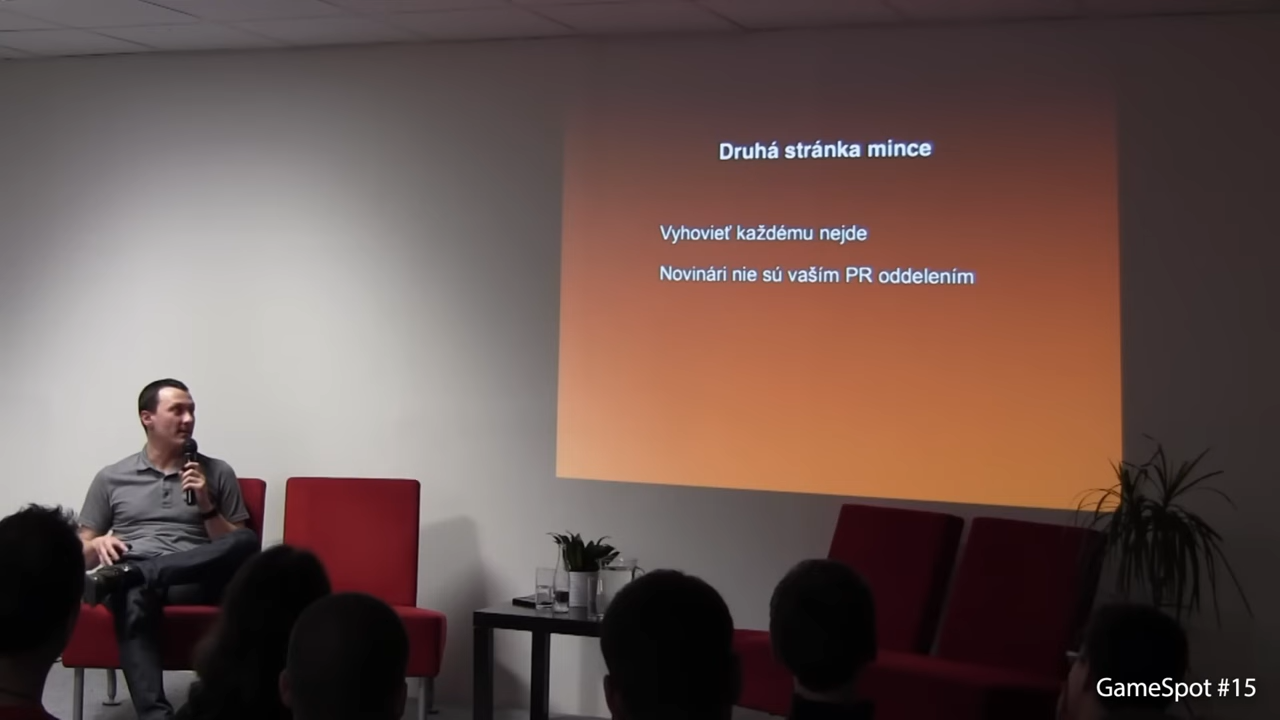 Druhá stránka mince
Vyhovieť každému nejde
Novinári nie sú vaším PR oddelením
GameSpot #15